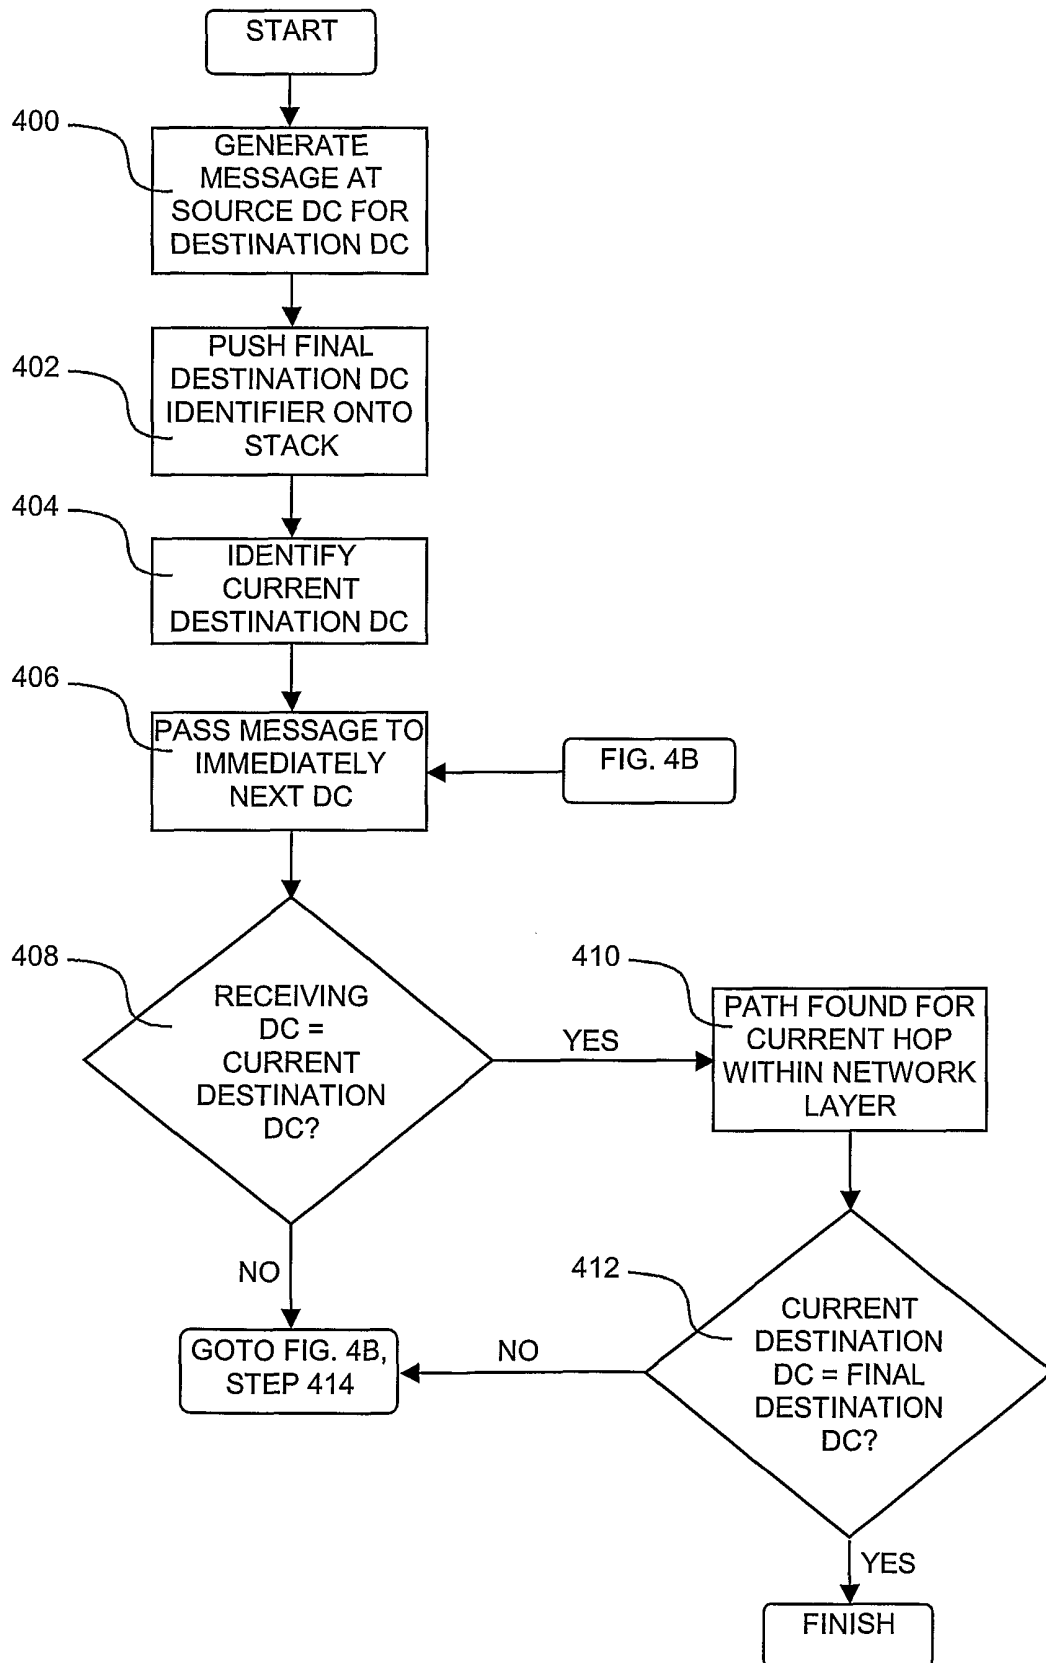 START
400
GENERATE
MESSAGE AT
SOURCE DC FOR
DESTINATION DC
402
PUSH FINAL
DESTINATION DC
IDENTIFIER ONTO
STACK
404
IDENTIFY
CURRENT
DESTINATION DC
406
PASS MESSAGE TO
IMMEDIATELY
NEXT DC
FIG. 4B
408
RECEIVING
DC =
CURRENT
DESTINATION
DC?
YES
410
PATH FOUND FOR
CURRENT HOP
WITHIN NETWORK
LAYER
NO
GOTO FIG. 4B,
STEP 414
NO
412
CURRENT
DESTINATION
DC = FINAL
DESTINATION
DC?
YES
FINISH